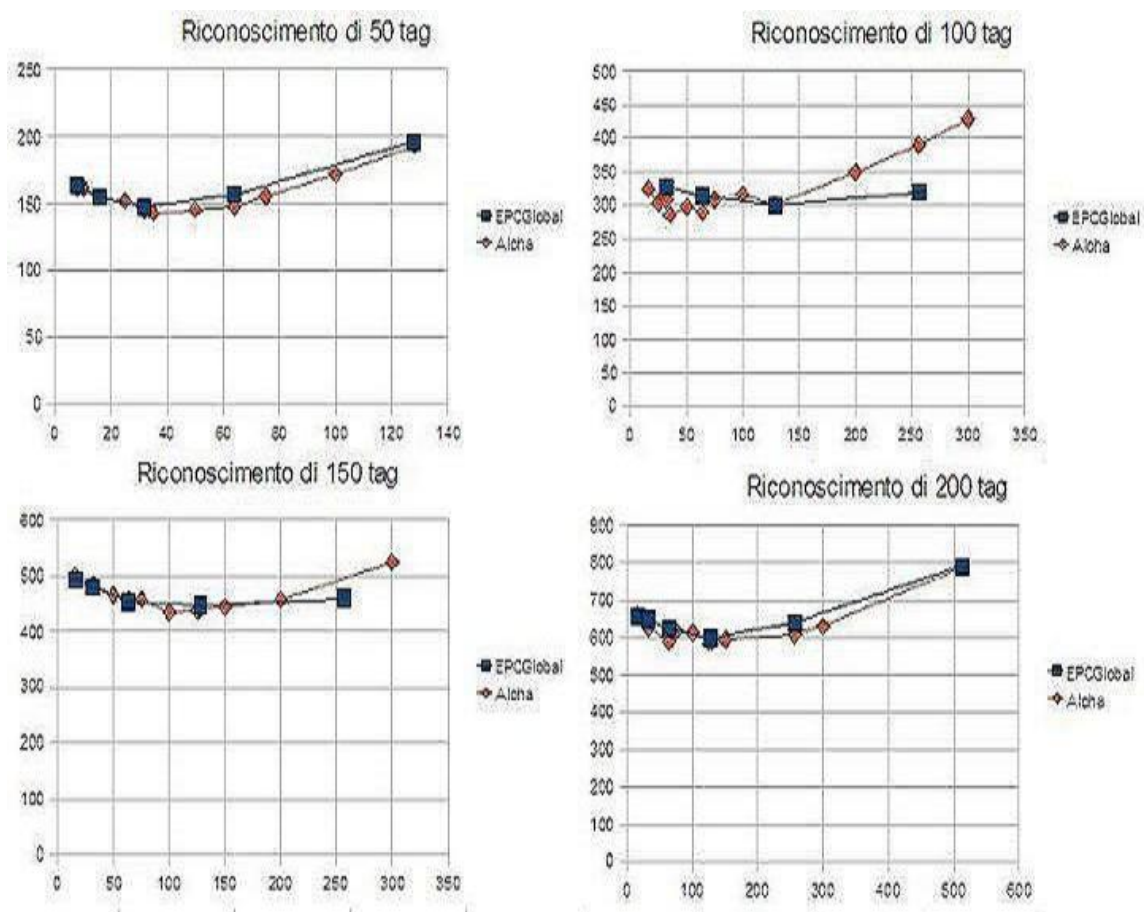 Riconoscimento di 50 tag
250
200
150
100
50
0
0 20 40 60 80 100 120 140
EPCGlobal
Aloha
Riconoscimento di 100 tag
500
450
400
350
300
250
200
150
100
50
0
0 50 100 150 200 250 300 350
EPCGlobal
Aloha
Riconoscimento di 150 tag
600
500
400
300
200
100
0
0 50 100 150 200 250 300 350
EPCGlobal
Aloha
Riconoscimento di 200 tag
900
800
700
600
500
400
300
200
100
0
0 100 200 300 400 500 600
EPCGlobal
Aloha